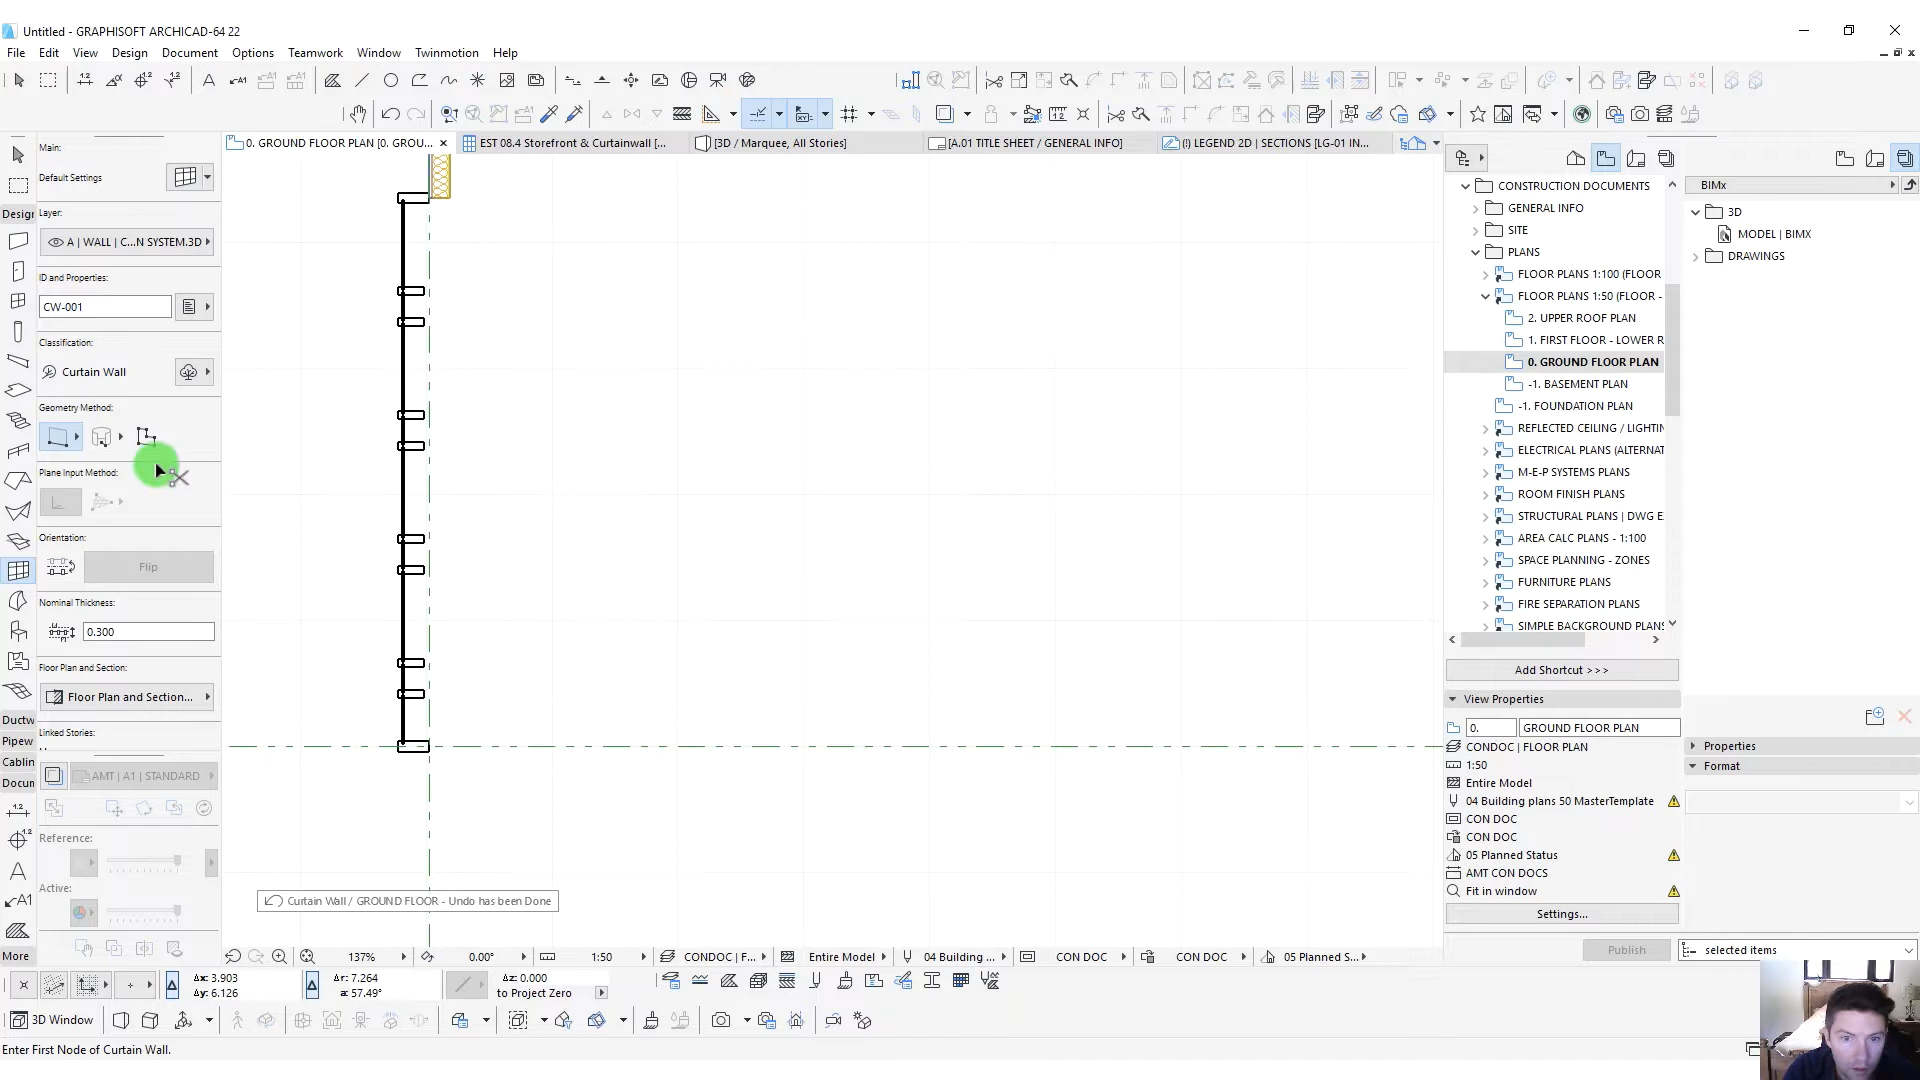 Untitled - GRAPHISOFT ARCHICAD-64 22
File Edit View Design Document Options Teamwork Window Twinmotion Help
0. GROUND FLOOR PLAN [0. GROU...
EST 08.4 Storefront & Curtainwall [...
[3D / Marquee, All Stories]
[A.01 TITLE SHEET / GENERAL INFO]
(!) LEGEND 2D | SECTIONS [LG-01 IN...
Main:
Default Settings
Layer:
A | WALL | C...N SYSTEM.3D
ID and Properties:
CW-001
Classification:
Curtain Wall
Geometry Method:
Plane Input Method:
Orientation:
Flip
Nominal Thickness:
0.300
Floor Plan and Section:
Floor Plan and Section...
Linked Stories:
AMT | A1 | STANDARD
Reference:
Active:
Design
Ductw
Pipew
Cablin
Docun
More
Curtain Wall / GROUND FLOOR - Undo has been Done
CONSTRUCTION DOCUMENTS
GENERAL INFO
SITE
PLANS
FLOOR PLANS 1:100 (FLOOR
FLOOR PLANS 1:50 (FLOOR -
2. UPPER ROOF PLAN
1. FIRST FLOOR - LOWER R
0. GROUND FLOOR PLAN
-1. BASEMENT PLAN
-1. FOUNDATION PLAN
REFLECTED CEILING / LIGHTIN
ELECTRICAL PLANS (ALTERNAT
M-E-P SYSTEMS PLANS
ROOM FINISH PLANS
STRUCTURAL PLANS | DWG E
AREA CALC PLANS - 1:100
SPACE PLANNING - ZONES
FURNITURE PLANS
FIRE SEPARATION PLANS
SIMPLE BACKGROUND PLANS
Add Shortcut >>>
View Properties
0. GROUND FLOOR PLAN
CONDOC | FLOOR PLAN
1:50
Entire Model
04 Building plans 50 MasterTemplate
CON DOC
CON DOC
05 Planned Status
AMT CON DOCS
Fit in window
Settings...
BIMx
3D
MODEL | BIMX
DRAWINGS
Properties
Format
Publish
selected items
137% 0.00° 1:50 CONDOC | F... Entire Model 04 Building ... CON DOC CON DOC 05 Planned S...
Δx: 3.903
Δy: 6.126
Δr: 7.264
a: 57.49°
Δz: 0.000
to Project Zero
3D Window
Enter First Node of Curtain Wall.